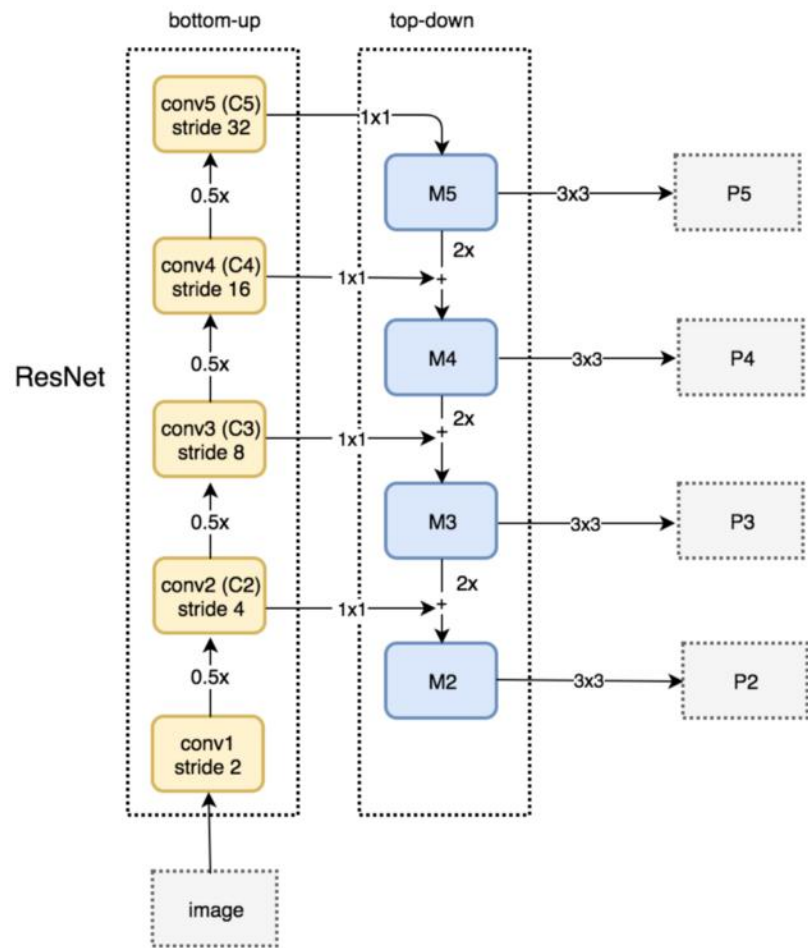 bottom-up
top-down
conv5 (C5)
stride 32
1x1
M5
3x3
P5
0.5x
2x
conv4 (C4)
stride 16
1x1
+
M4
3x3
P4
ResNet
0.5x
2x
conv3 (C3)
stride 8
1x1
+
M3
3x3
P3
0.5x
2x
conv2 (C2)
stride 4
1x1
+
M2
3x3
P2
0.5x
conv1
stride 2
image